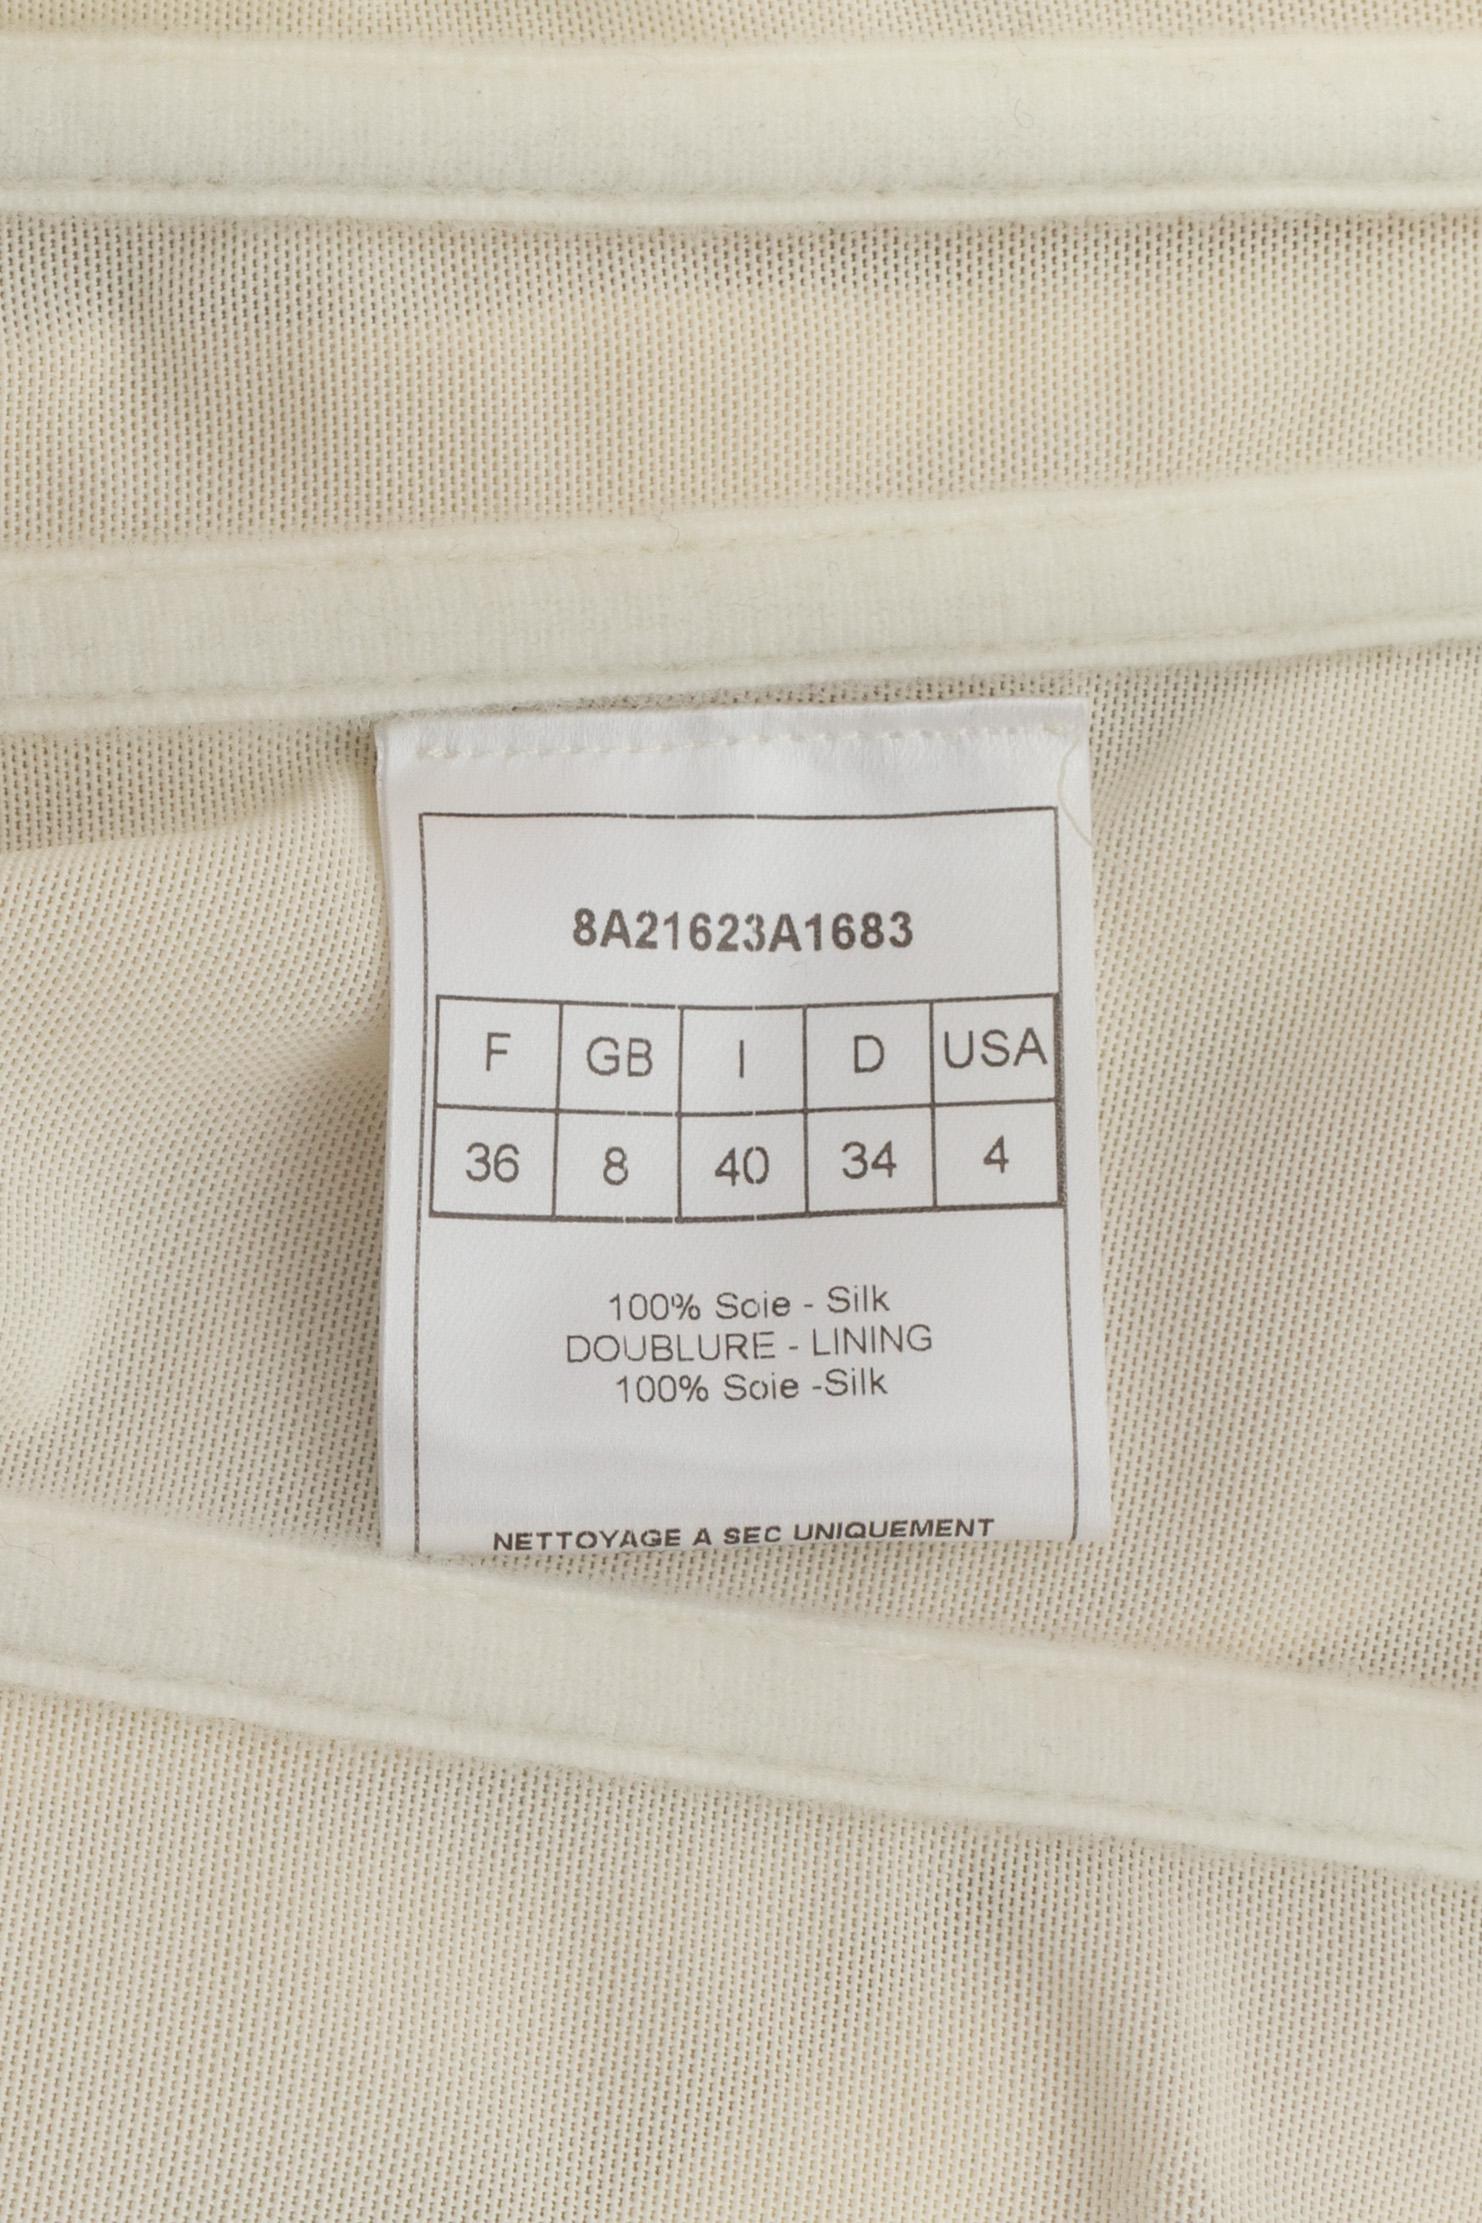 8A21623A1683
F GB I D USA
36 8 40 34 4
100% Soie - Silk
DOUBLURE - LINING
100% Soie -Silk
NETTOYAGE A SEC UNIQUEMENT